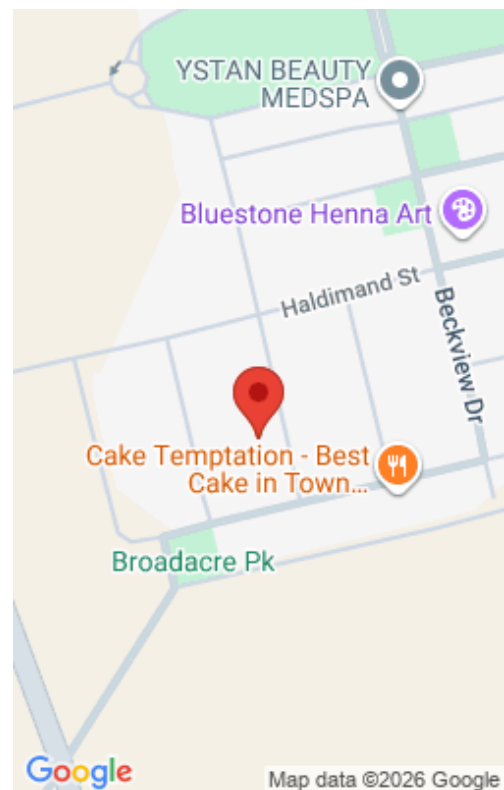 YSTAN BEAUTY
MEDSPA
Bluestone Henna Art
Haldimand St
Beckview Dr
Cake Temptation - Best
Cake in Town...
Broadacre Pk
Google
Map data ©2026 Google